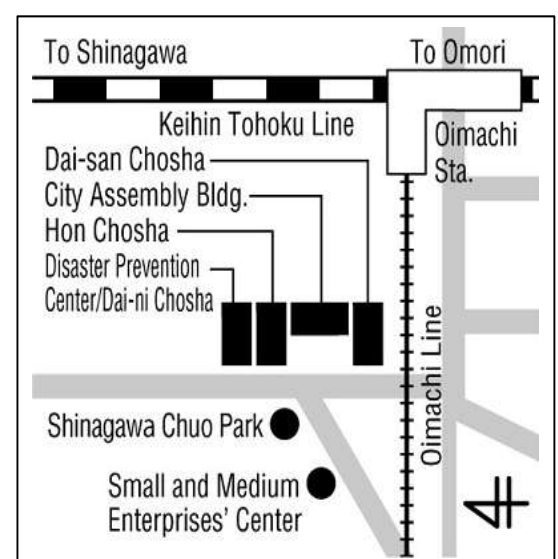 To Shinagawa
To Omori
Keihin Tohoku Line
Oimachi
Sta.
Dai-san Chosha
City Assembly Bldg.
Hon Chosha
Disaster Prevention
Center/Dai-ni Chosha
Oimachi Line
Shinagawa Chuo Park
Small and Medium
Enterprises' Center